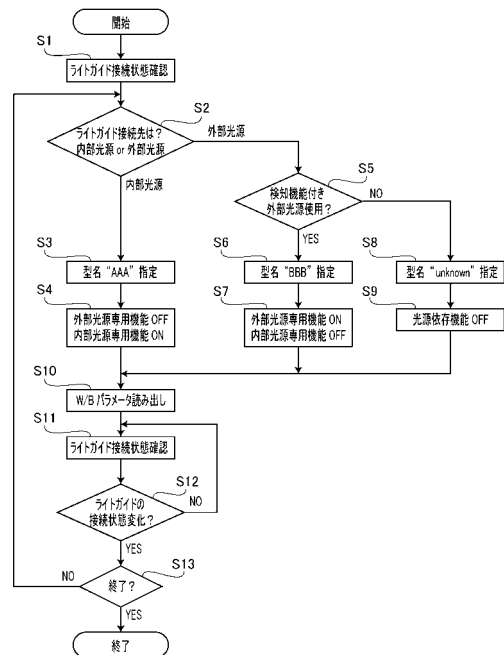 開始
S1
ライトガイド接続状態確認
S2
ライトガイド接続先は？
内部光源 or 外部光源
外部光源
内部光源
S5
検知機能付き
外部光源使用？
NO
YES
S3
型名 “AAA” 指定
S6
型名 “BBB” 指定
S8
型名 “unknown” 指定
S4
外部光源専用機能 OFF
内部光源専用機能 ON
S7
外部光源専用機能 ON
内部光源専用機能 OFF
S9
光源依存機能 OFF
S10
W/B パラメータ読み出し
S11
ライトガイド接続状態確認
S12
ライトガイドの
接続状態変化？
NO
YES
S13
終了？
NO
YES
終了